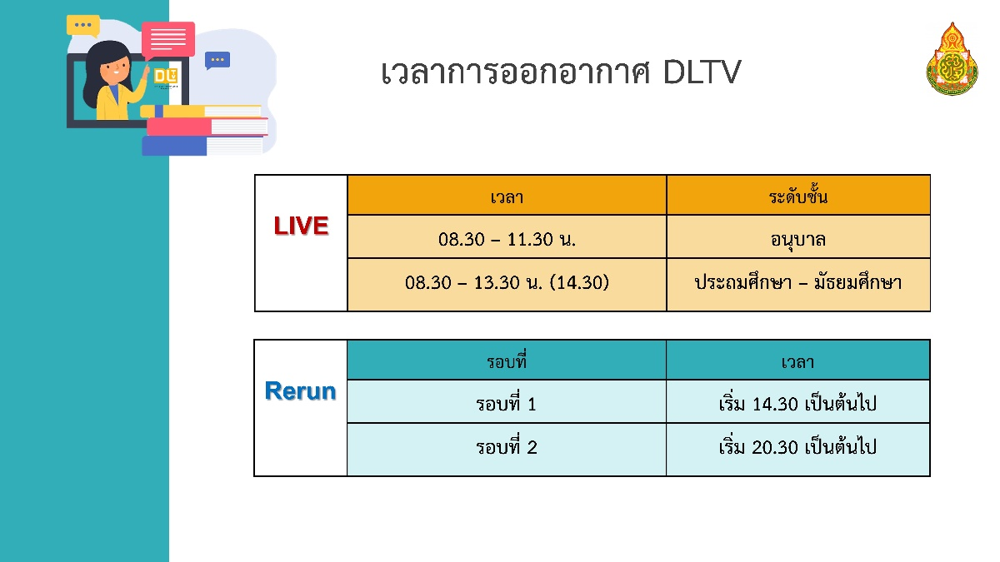 เวลาการออกอากาศ DLTV
LIVE
เวลา
ระดับชั้น
08.30 – 11.30 น.
อนุบาล
08.30 – 13.30 น. (14.30)
ประถมศึกษา – มัธยมศึกษา
Rerun
รอบที่
เวลา
รอบที่ 1
เริ่ม 14.30 เป็นต้นไป
รอบที่ 2
เริ่ม 20.30 เป็นต้นไป